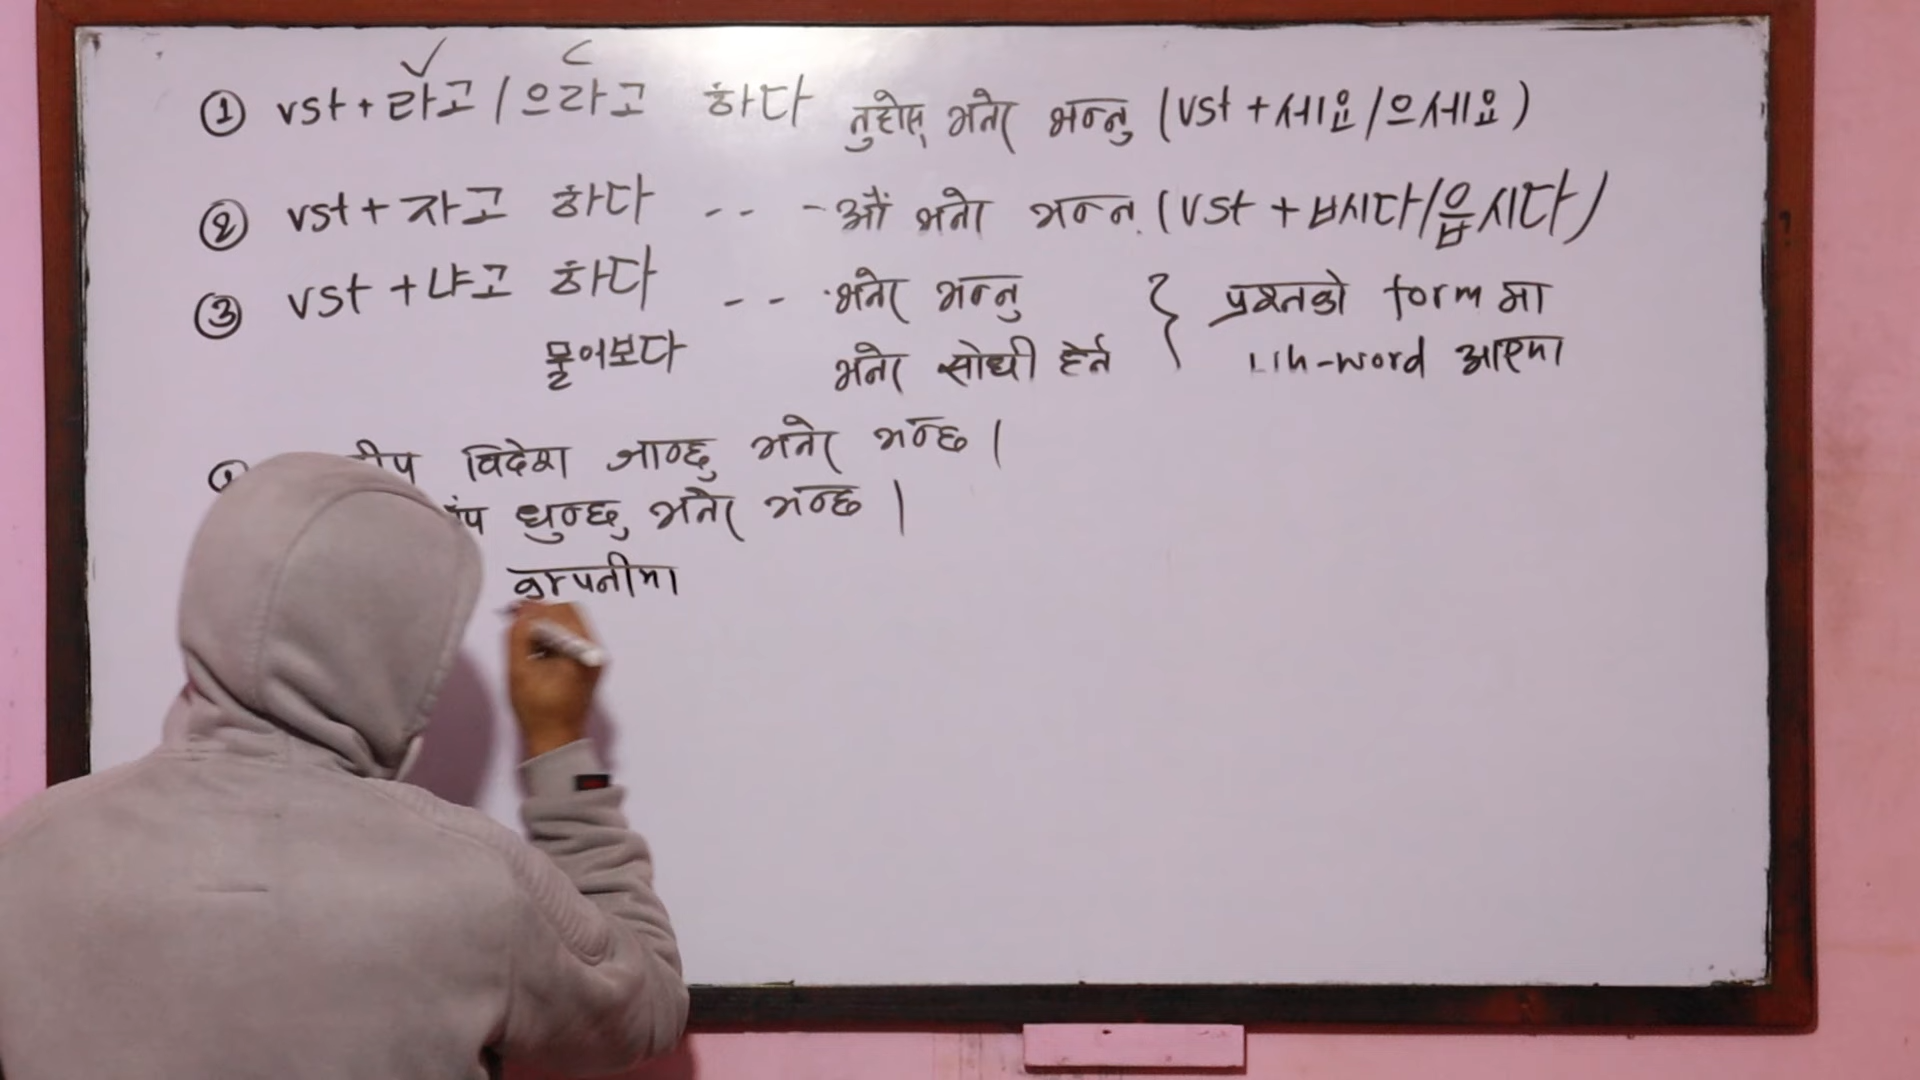 ① vst + 라고 / 으라고 하다 तुहोस् भनेर भन्नु (vst + 세요/으세요)
② vst + 자고 하다 -- - औं भनेर भन्न (vst + ㅂ시다/읍시다)
③ vst + 냐고 하다 -- भनेर भन्नु } प्रश्नको form मा
물어보다 भनेर सोधी हेर्नु wh-word आएमा
विदेश जान्छु भनेर भन्छ।
धुन्छु भनेर भन्छ।
कम्पनीमा